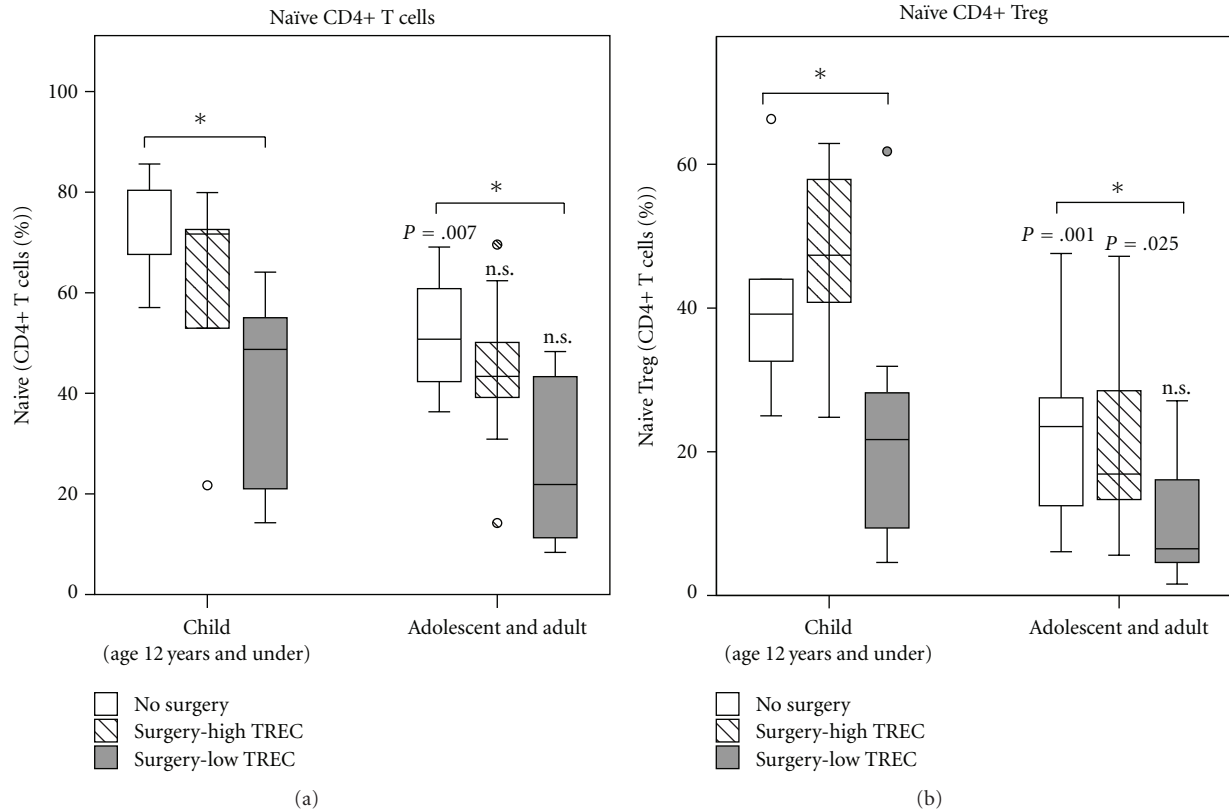 Naïve CD4+ T cells
100
80
60
40
20
0
Naive (CD4+ T cells (%))
*
*
P = .007
n.s.
n.s.
Child
(age 12 years and under)
Adolescent and adult
No surgery
Surgery-high TREC
Surgery-low TREC
(a)
Naïve CD4+ Treg
60
40
20
0
Naive Treg (CD4+ T cells (%))
*
*
P = .001
P = .025
n.s.
Child
(age 12 years and under)
Adolescent and adult
No surgery
Surgery-high TREC
Surgery-low TREC
(b)